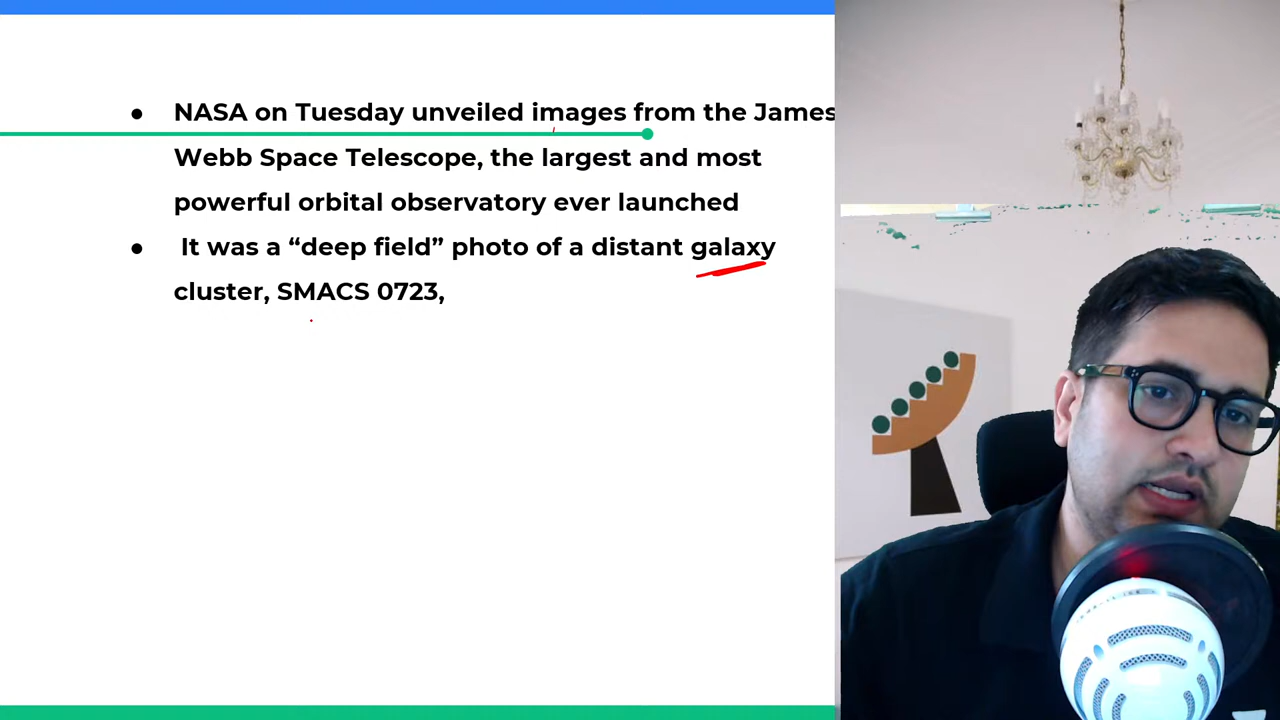 ● NASA on Tuesday unveiled images from the James
Webb Space Telescope, the largest and most
powerful orbital observatory ever launched
● It was a “deep field” photo of a distant galaxy
cluster, SMACS 0723,